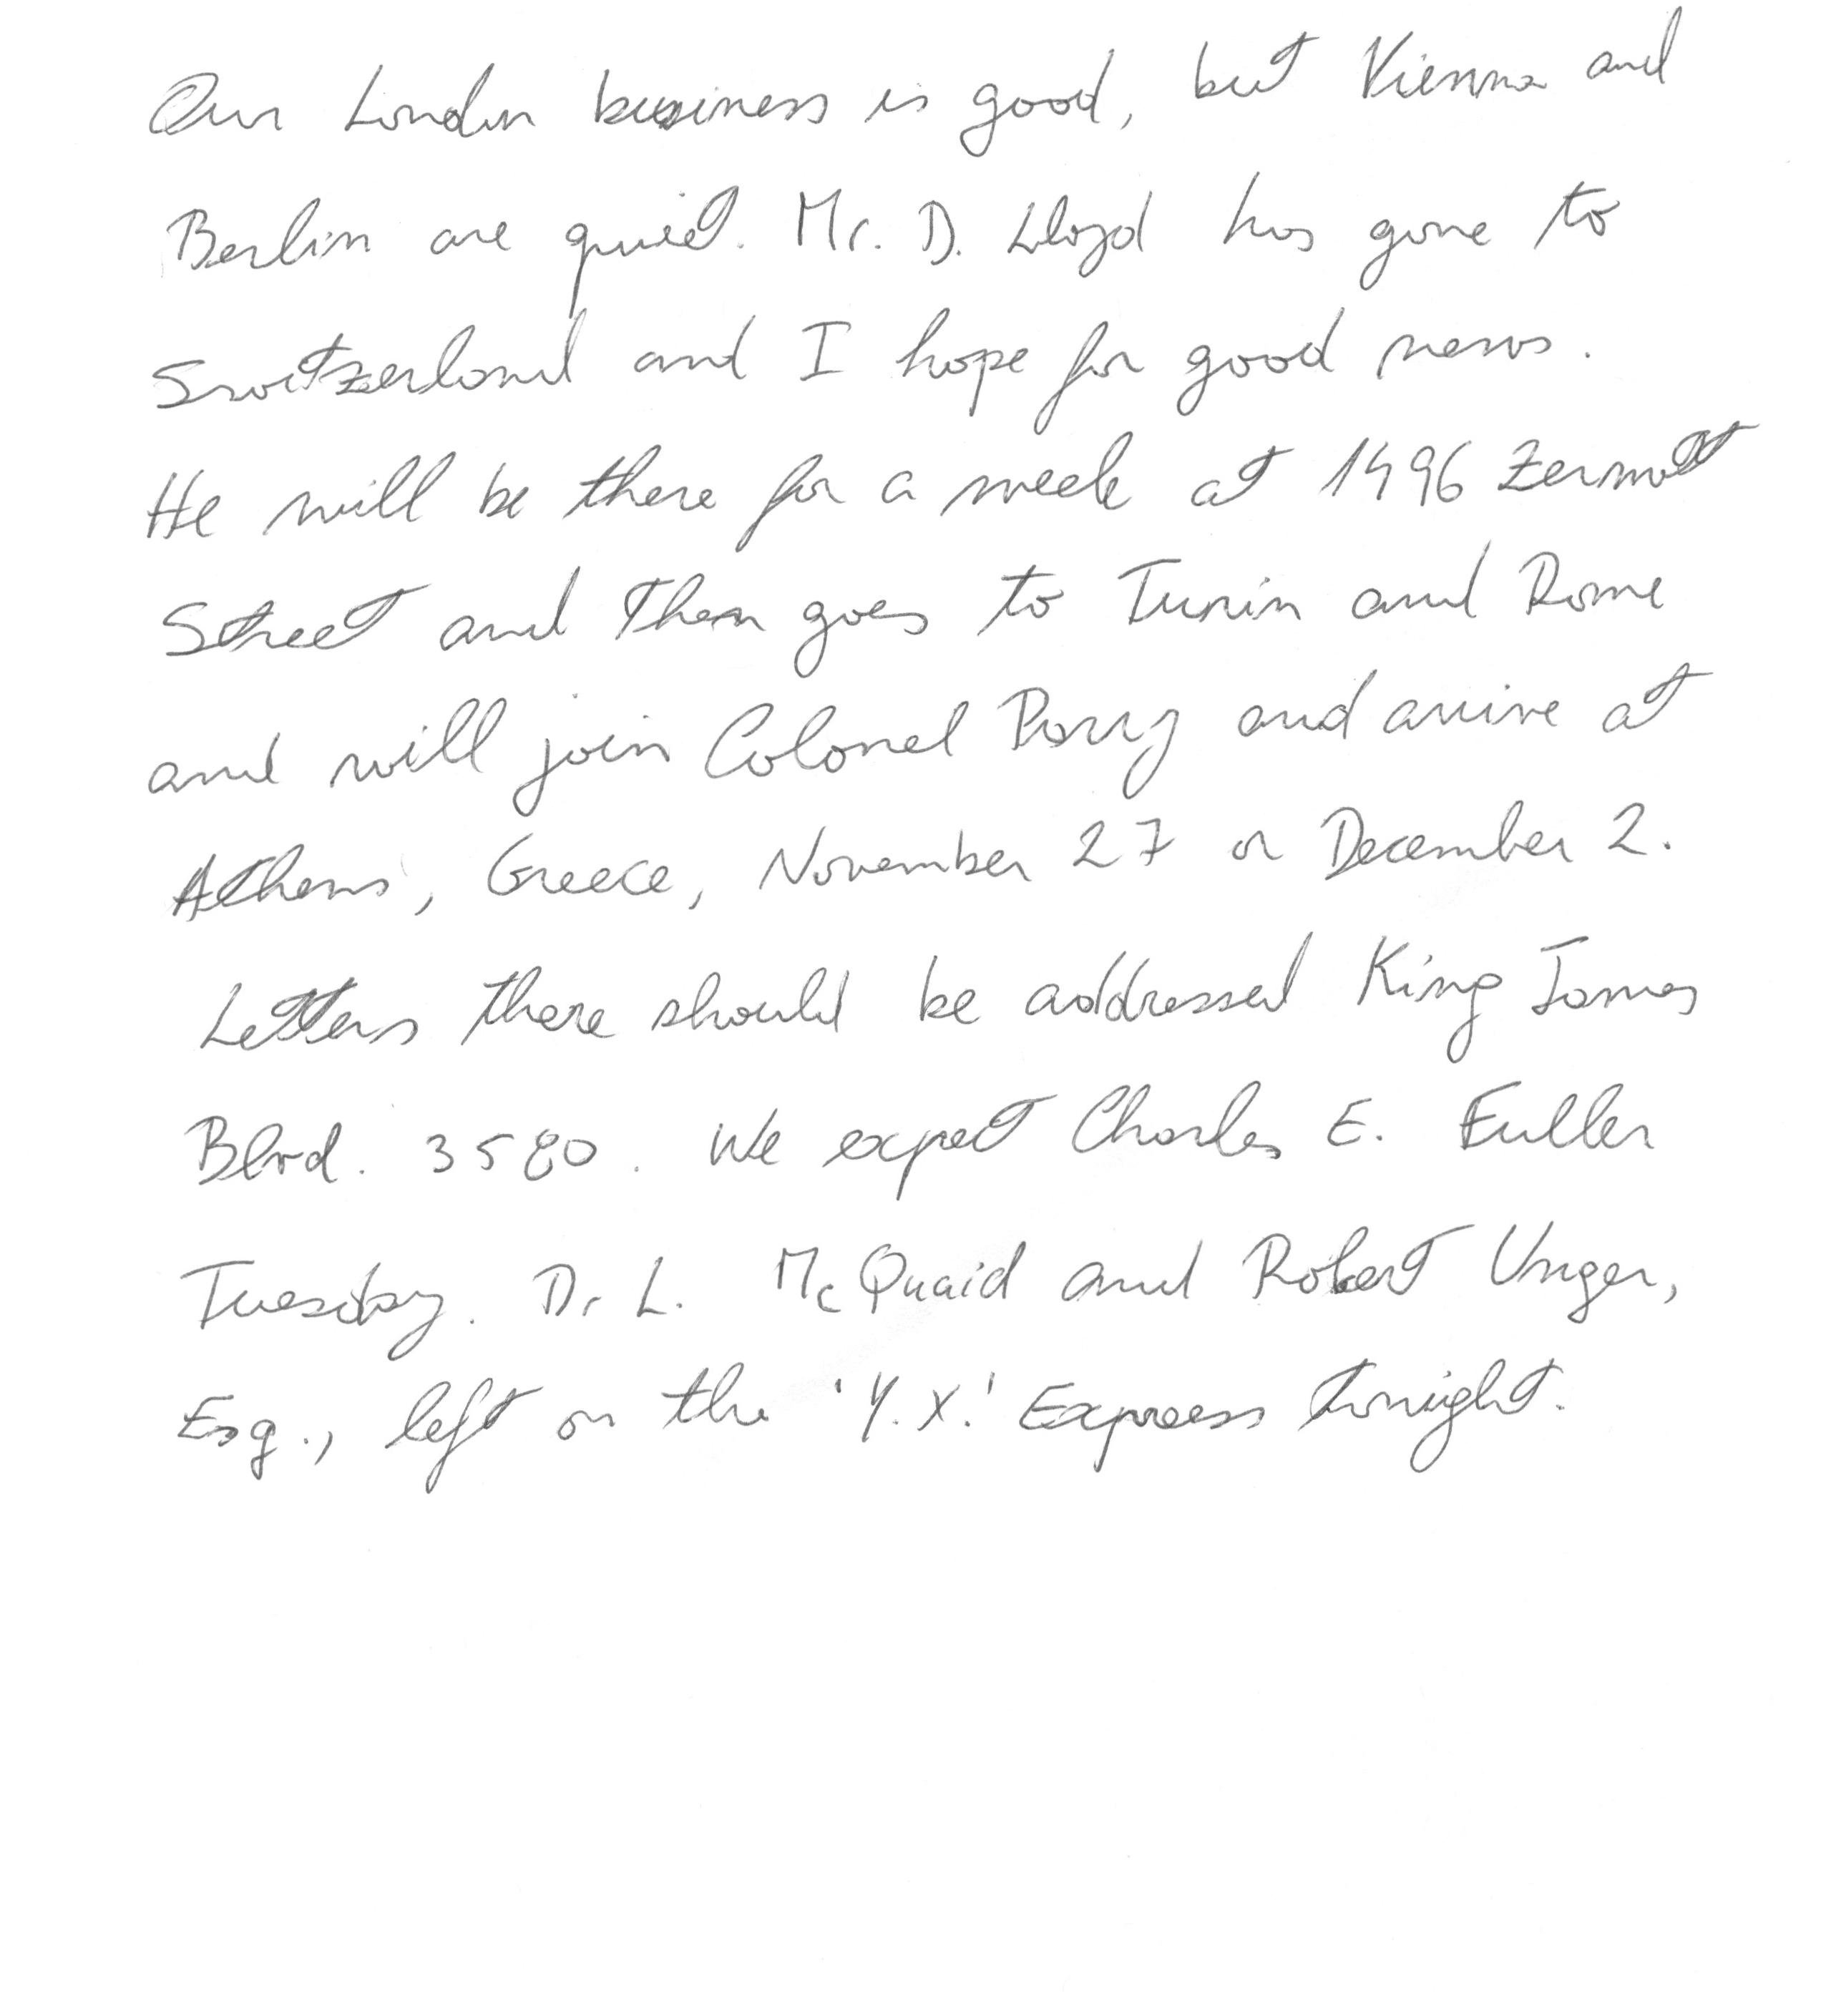 Our London business is good, but Vienna and
Berlin are quiet. Mr. D. Lloyd has gone to
Switzerland and I hope for good news.
He will be there for a week at 1496 Zermatt
Street and then goes to Turin and Rome
and will join Colonel Parry and arrive at
Athens, Greece, November 27 or December 2.
Letters there should be addressed King James
Blvd. 3580. We expect Charles E. Fuller
Tuesday. Dr L. McQuaid and Robert Unger,
Esq., left on the 'Y.X.' Express tonight.